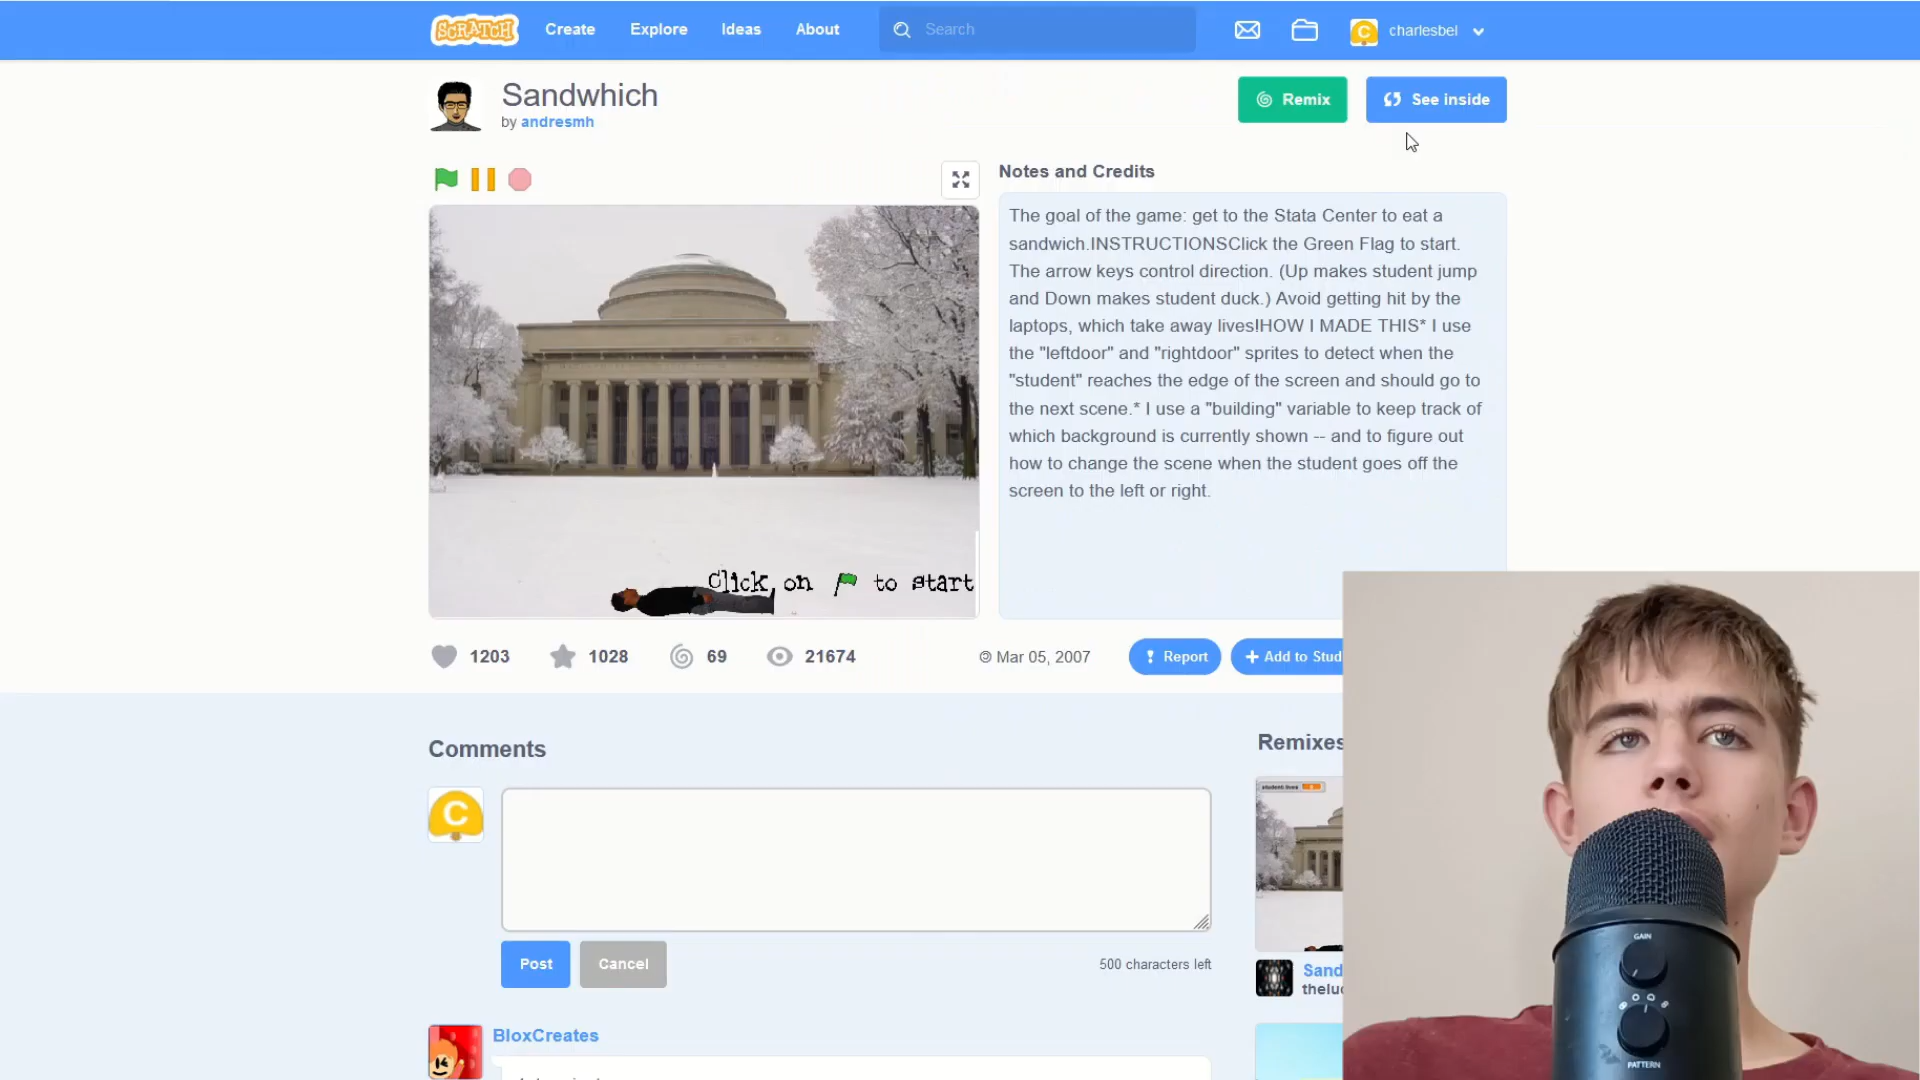 SCRATCH
Create
Explore
Ideas
About
Search
C
charlesbel
Sandwhich
by andresmh
Remix
See inside
Notes and Credits
The goal of the game: get to the Stata Center to eat a
sandwich.INSTRUCTIONSClick the Green Flag to start.
The arrow keys control direction. (Up makes student jump
and Down makes student duck.) Avoid getting hit by the
laptops, which take away lives!HOW I MADE THIS* I use
the "leftdoor" and "rightdoor" sprites to detect when the
"student" reaches the edge of the screen and should go to
the next scene.* I use a "building" variable to keep track of
which background is currently shown -- and to figure out
how to change the scene when the student goes off the
screen to the left or right.
Click on to start
1203
1028
69
21674
© Mar 05, 2007
Report
+ Add to Stud
Comments
Remixes
C
student lives
Post
Cancel
500 characters left
Sand
theluc
BloxCreates
GAIN
PATTERN